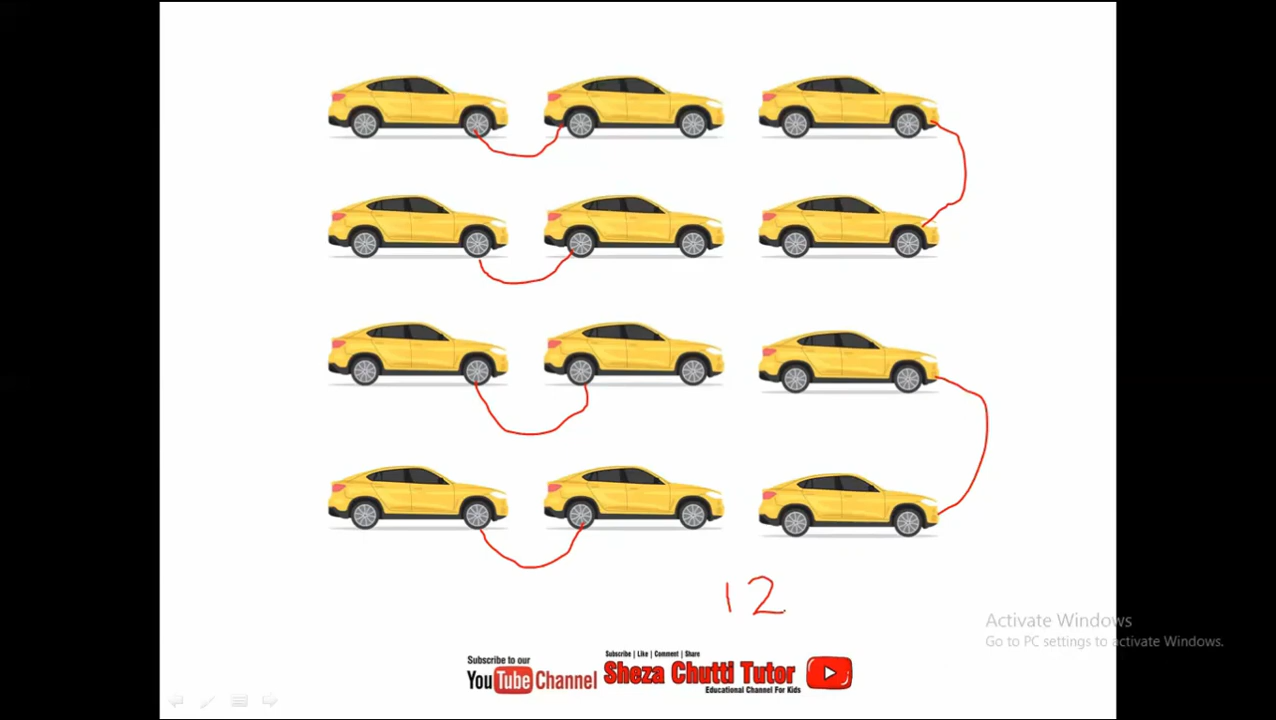 12
Activate Windows
Go to PC settings to activate Windows.
Subscribe to our
YouTube Channel
Subscribe | Like | Comment | Share
Sheza Chutti Tutor
Educational Channel For Kids